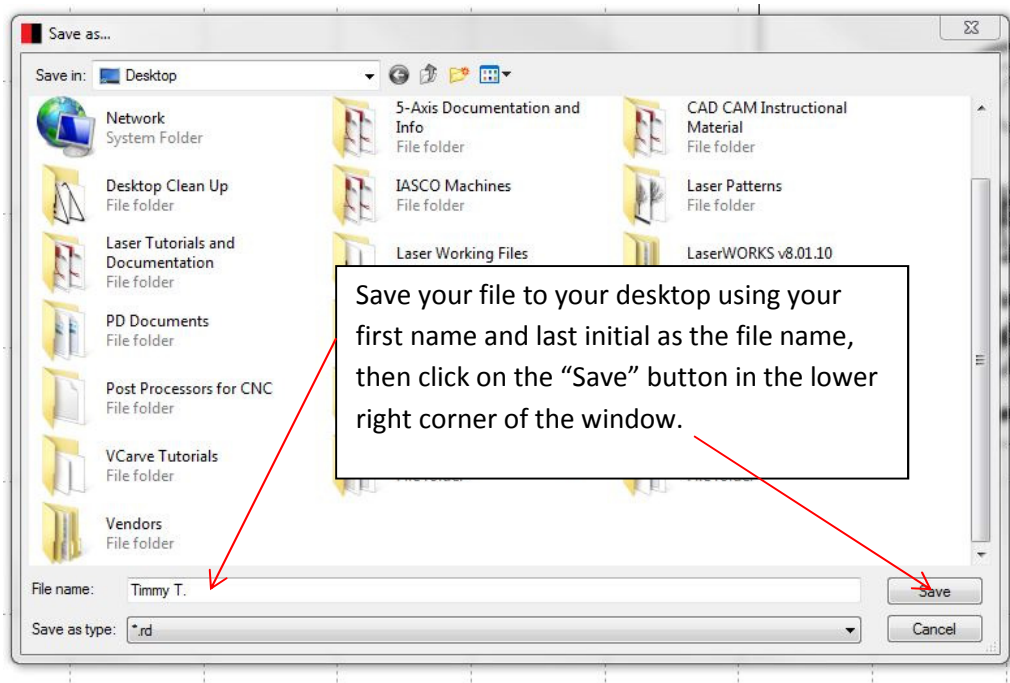 Save as...
Save in: Desktop
Network
System Folder
5-Axis Documentation and
Info
File folder
CAD CAM Instructional
Material
File folder
Desktop Clean Up
File folder
IASCO Machines
File folder
Laser Patterns
File folder
Laser Tutorials and
Documentation
File folder
Laser Working Files
LaserWORKS v8.01.10
PD Documents
File folder
Post Processors for CNC
File folder
VCarve Tutorials
File folder
Vendors
File folder
Save your file to your desktop using your
first name and last initial as the file name,
then click on the “Save” button in the lower
right corner of the window.
File name: Timmy T.
Save
Save as type: *.rd
Cancel